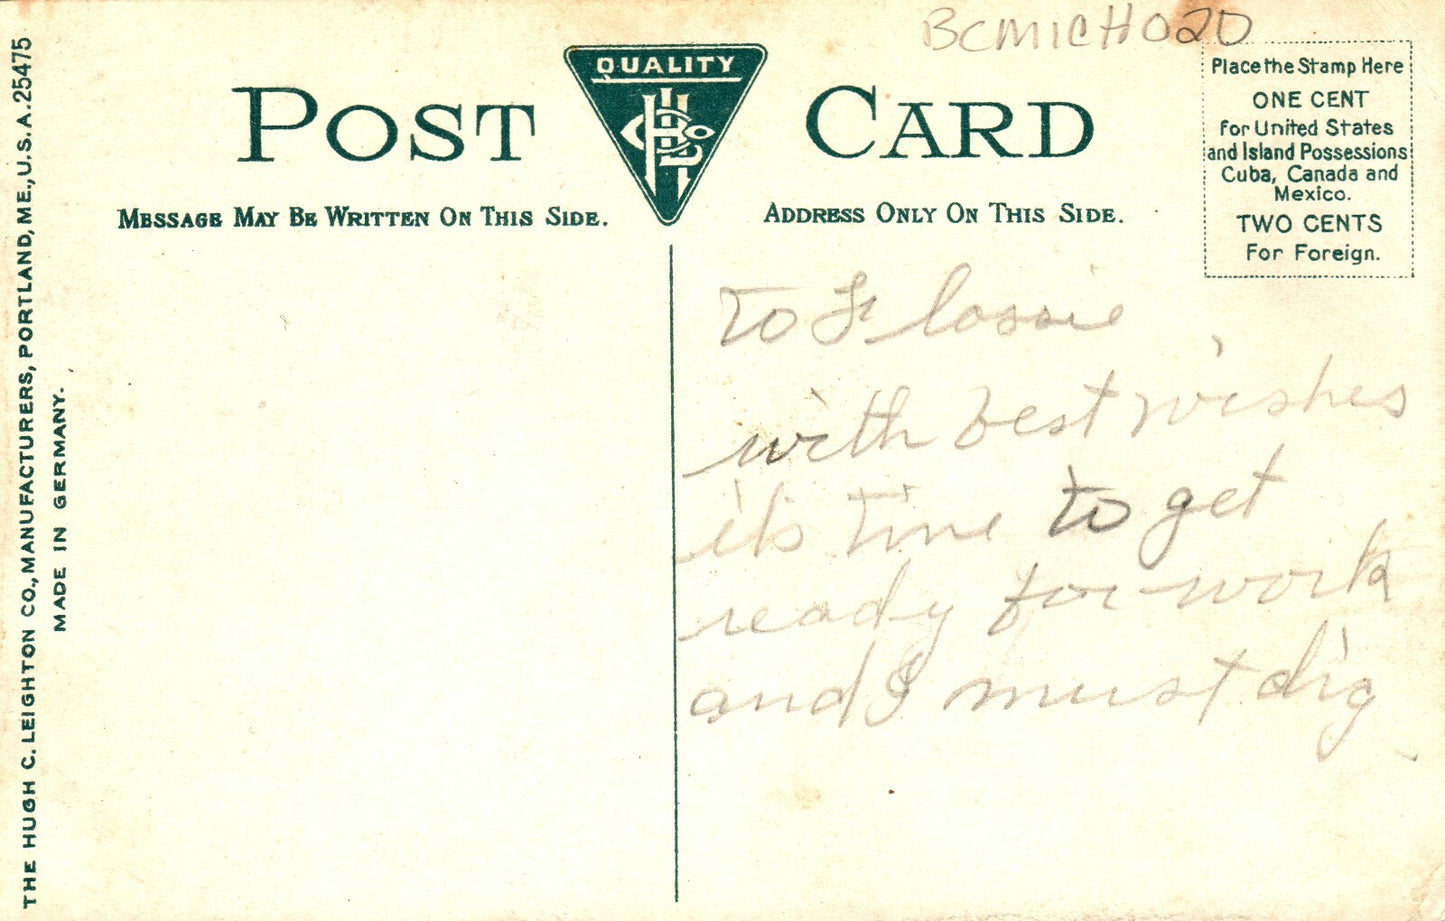 BCMICH020
QUALITY
POST CARD
MESSAGE MAY BE WRITTEN ON THIS SIDE.
ADDRESS ONLY ON THIS SIDE.
Place the Stamp Here
ONE CENT
For United States
and Island Possessions
Cuba, Canada and
Mexico.
TWO CENTS
For Foreign.
to Flossie
with best wishes
it's time to get
ready for work
and I must dig
THE HUGH C. LEIGHTON CO., MANUFACTURERS, PORTLAND, ME., U.S.A. 25475
MADE IN GERMANY.